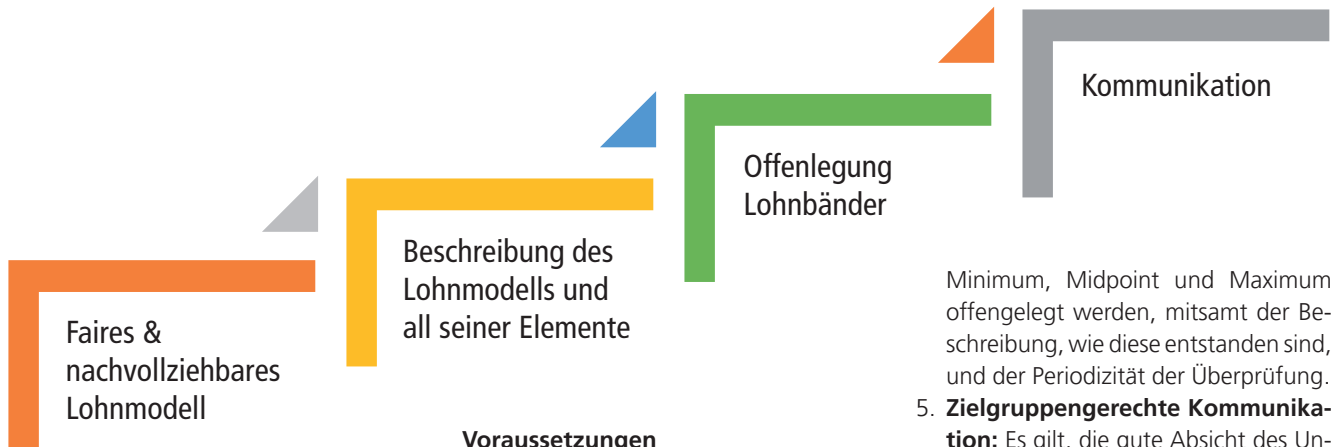 Faires &
nachvollziehbares
Lohnmodell
Beschreibung des
Lohnmodells und
all seiner Elemente
Offenlegung
Lohnbänder
Kommunikation
Voraussetzungen
Minimum, Midpoint und Maximum
offengelegt werden, mitsamt der Be-
schreibung, wie diese entstanden sind,
und der Periodizität der Überprüfung.
5. Zielgruppengerechte Kommunika-
tion: Es gilt, die gute Absicht des Un-